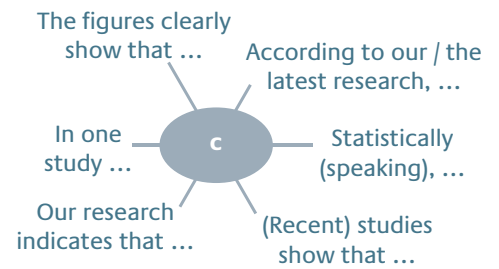 The figures clearly
show that …
According to our / the
latest research, …
In one
study …
c
Statistically
(speaking), …
Our research
indicates that …
(Recent) studies
show that …